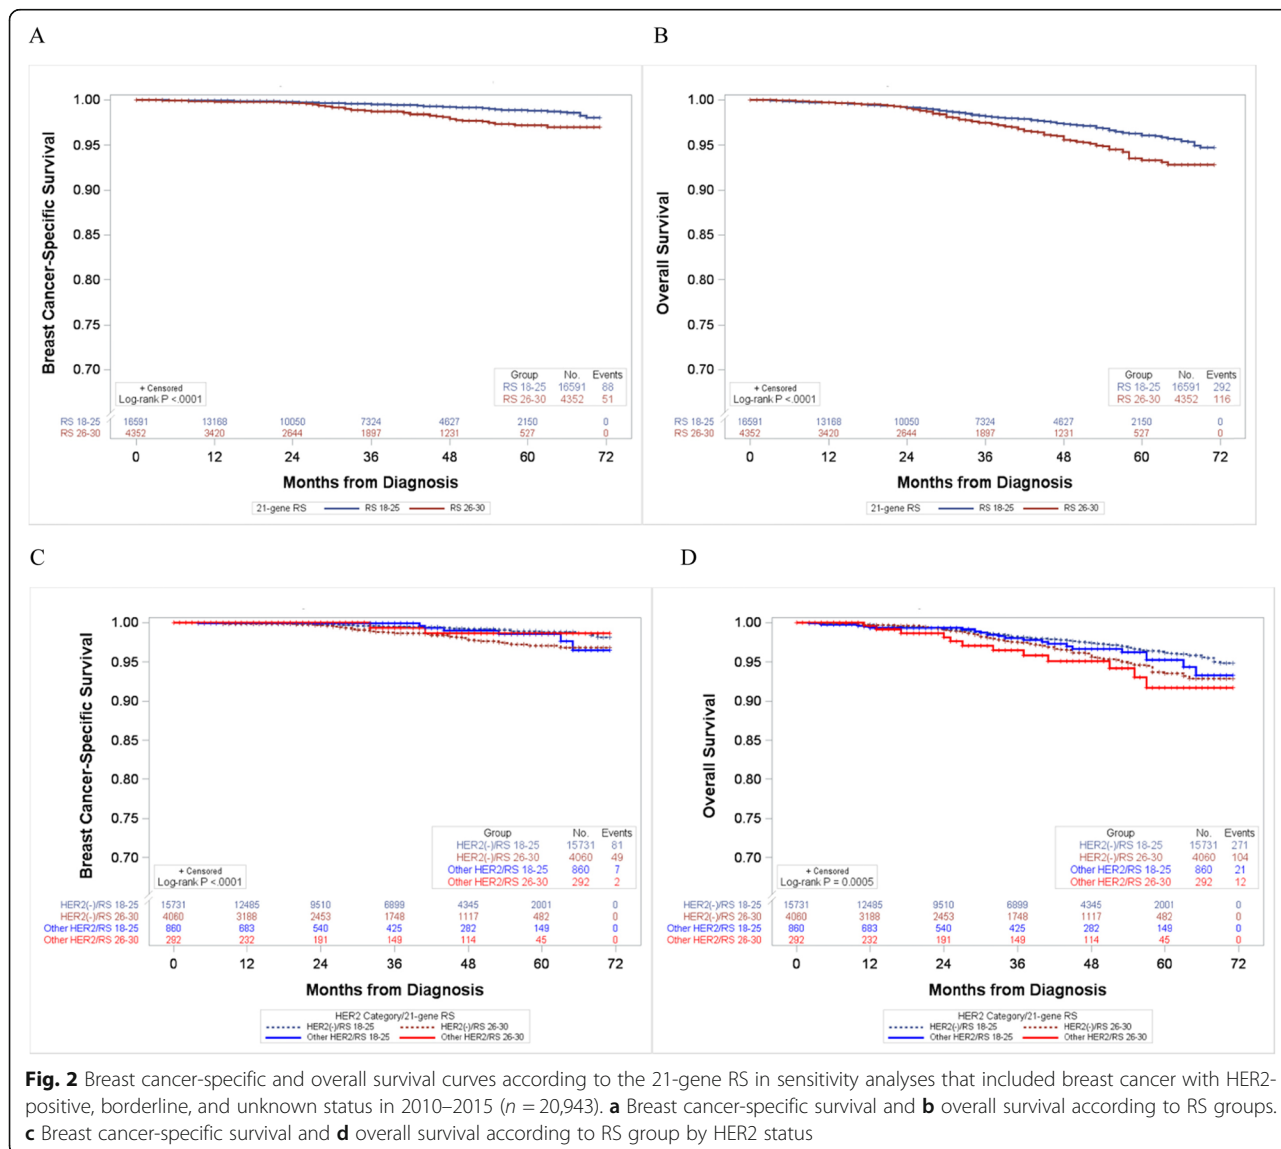 A
B
Breast Cancer-Specific Survival
1.00
0.95
0.90
0.85
0.80
0.75
0.70
+ Censored
Log-rank P <.0001
Group No. Events
RS 18-25 16591 88
RS 26-30 4352 51
RS 18-25 16591 13168 10050 7324 4627 2150 0
RS 26-30 4352 3420 2644 1897 1231 527 0
0 12 24 36 48 60 72
Months from Diagnosis
21-gene RS RS 18-25 RS 26-30
Overall Survival
1.00
0.95
0.90
0.85
0.80
0.75
0.70
+ Censored
Log-rank P <.0001
Group No. Events
RS 18-25 16591 292
RS 26-30 4352 116
RS 18-25 16591 13168 10050 7324 4627 2150 0
RS 26-30 4352 3420 2644 1897 1231 527 0
0 12 24 36 48 60 72
Months from Diagnosis
21-gene RS RS 18-25 RS 26-30
C
D
Breast Cancer-Specific Survival
1.00
0.95
0.90
0.85
0.80
0.75
0.70
+ Censored
Log-rank P <.0001
Group No. Events
HER2(-)/RS 18-25 15731 81
HER2(-)/RS 26-30 4060 49
Other HER2/RS 18-25 860 7
Other HER2/RS 26-30 292 2
HER2(-)/RS 18-25 15731 12485 9510 6899 4345 2001 0
HER2(-)/RS 26-30 4060 3188 2453 1748 1117 482 0
Other HER2/RS 18-25 860 683 540 425 282 149 0
Other HER2/RS 26-30 292 232 191 149 114 45 0
0 12 24 36 48 60 72
Months from Diagnosis
HER2 Category/21-gene RS
HER2(-)/RS 18-25 HER2(-)/RS 26-30
Other HER2/RS 18-25 Other HER2/RS 26-30
Overall Survival
1.00
0.95
0.90
0.85
0.80
0.75
0.70
+ Censored
Log-rank P = 0.0005
Group No. Events
HER2(-)/RS 18-25 15731 271
HER2(-)/RS 26-30 4060 104
Other HER2/RS 18-25 860 21
Other HER2/RS 26-30 292 12
HER2(-)/RS 18-25 15731 12485 9510 6899 4345 2001 0
HER2(-)/RS 26-30 4060 3188 2453 1748 1117 482 0
Other HER2/RS 18-25 860 683 540 425 282 149 0
Other HER2/RS 26-30 292 232 191 149 114 45 0
0 12 24 36 48 60 72
Months from Diagnosis
HER2 Category/21-gene RS
HER2(-)/RS 18-25 HER2(-)/RS 26-30
Other HER2/RS 18-25 Other HER2/RS 26-30
Fig. 2 Breast cancer-specific and overall survival curves according to the 21-gene RS in sensitivity analyses that included breast cancer with HER2-
positive, borderline, and unknown status in 2010–2015 (n = 20,943). a Breast cancer-specific survival and b overall survival according to RS groups.
c Breast cancer-specific survival and d overall survival according to RS group by HER2 status